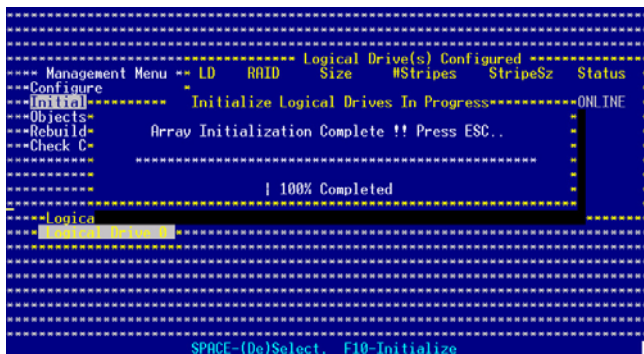 Logical Drive(s) Configured
Management Menu LD RAID Size #Stripes StripeSz Status
Configure
Initial Initialize Logical Drives In Progress ONLINE
Objects
Rebuild Array Initialization Complete !! Press ESC..
Check C
| 100% Completed
Logica
Logical Drive 0
SPACE-(De)Select, F10-Initialize